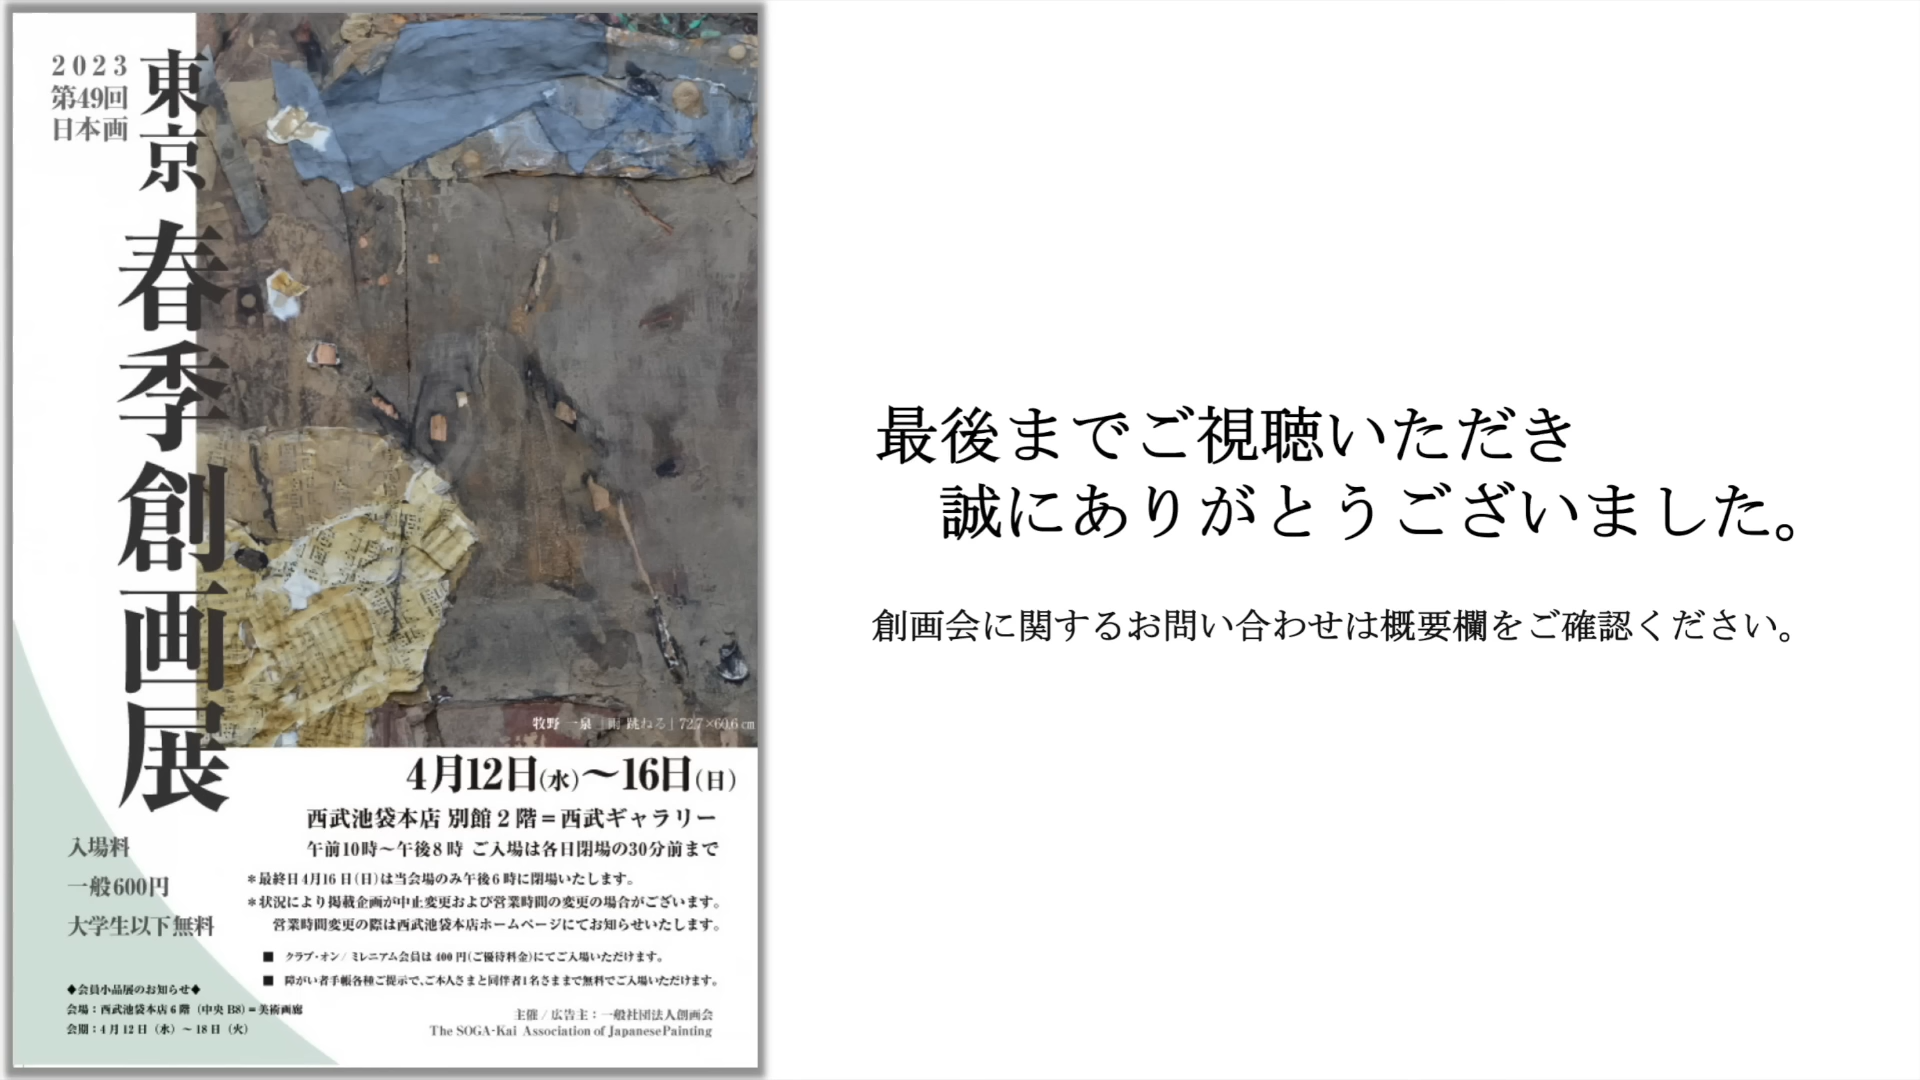 2023
第49回
日本画
東京
春季創画展
牧野 一泉「 跳ねる」72.7×60.6㎝
4月12日(水)～16日(日)
西武池袋本店 別館2階=西武ギャラリー
午前10時～午後8時 ご入場は各日閉場の30分前まで
＊最終日4月16日(日)は当会場のみ午後6時に閉場いたします。
＊状況により掲載企画が中止変更および営業時間の変更の場合がございます。
営業時間変更の際は西武池袋本店ホームページにてお知らせいたします。
■ クラブ・オン/ミレニアム会員は400円(ご優待料金)にてご入場いただけます。
■ 障がい者手帳各種ご提示で、ご本人さまと同伴者1名さままで無料でご入場いただけます。
入場料
一般600円
大学生以下無料
◆会員小品展のお知らせ◆
会場：西武池袋本店6階（中央B8）=美術画廊
会期：4月12日（水）～18日（火）
主催/広告主：一般社団法人創画会
The SOGA-Kai Association of Japanese Painting
最後までご視聴いただき
誠にありがとうございました。
創画会に関するお問い合わせは概要欄をご確認ください。